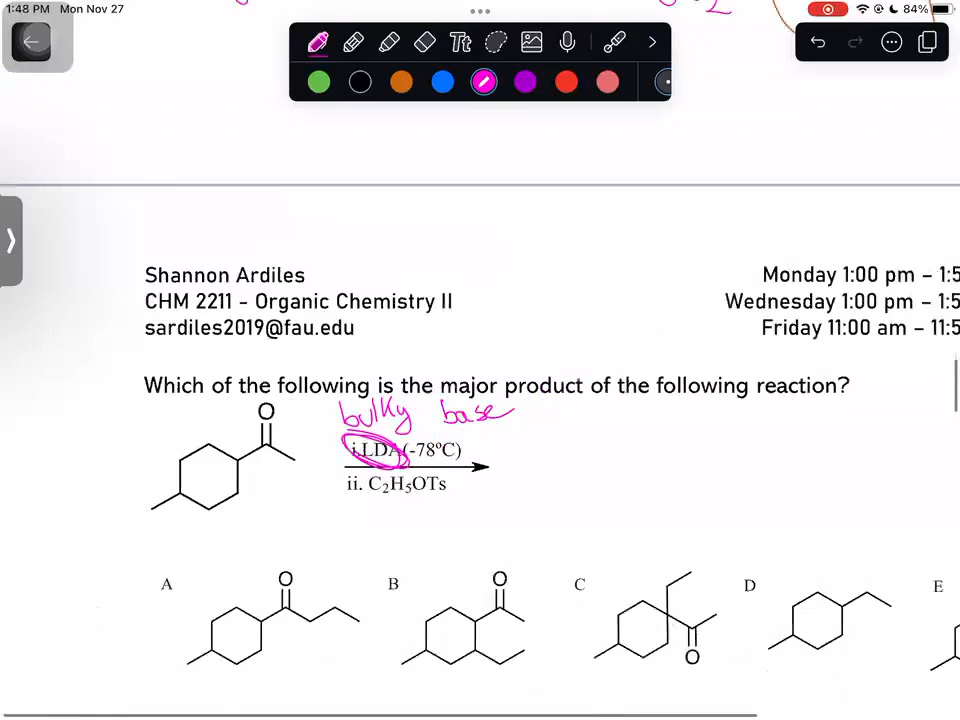 1:48 PM Mon Nov 27
84%
Tt
Shannon Ardiles
Monday 1:00 pm – 1:5
CHM 2211 - Organic Chemistry II
Wednesday 1:00 pm – 1:5
sardiles2019@fau.edu
Friday 11:00 am – 11:5
Which of the following is the major product of the following reaction?
bulky base
O
i.LDA(-78ºC)
ii. C₂H₅OTs
A
O
B
O
C
O
D
E